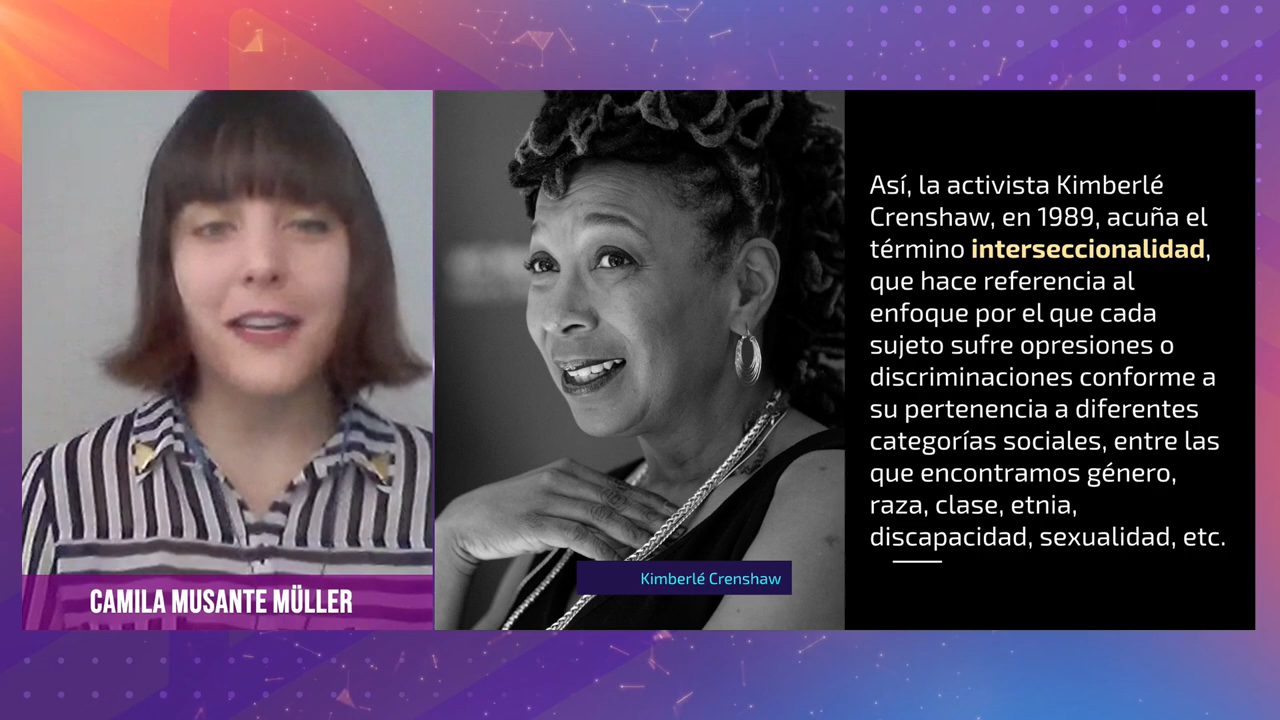 CAMILA MUSANTE MÜLLER
Kimberlé Crenshaw
Así, la activista Kimberlé
Crenshaw, en 1989, acuña el
término interseccionalidad,
que hace referencia al
enfoque por el que cada
sujeto sufre opresiones o
discriminaciones conforme a
su pertenencia a diferentes
categorías sociales, entre las
que encontramos género,
raza, clase, etnia,
discapacidad, sexualidad, etc.